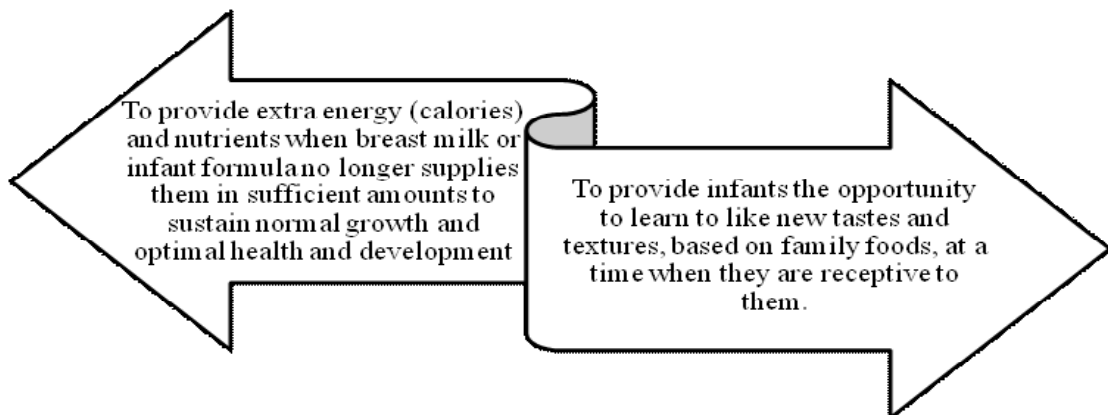 To provide extra energy (calories)
and nutrients when breast milk or
infant formula no longer supplies
them in sufficient amounts to
sustain normal growth and
optimal health and development
To provide infants the opportunity
to learn to like new tastes and
textures, based on family foods, at a
time when they are receptive to
them.